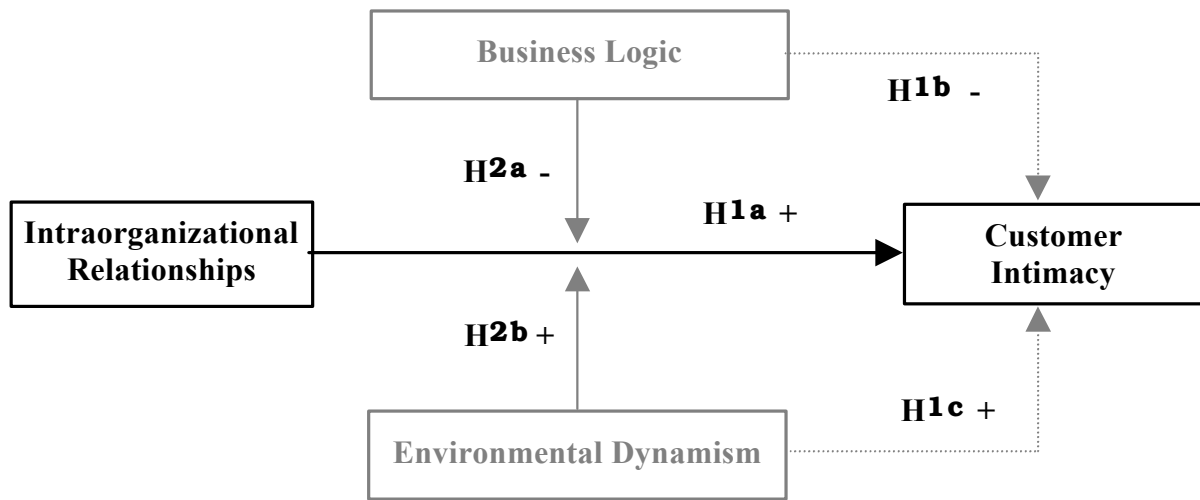 Business Logic
H1b -
H2a -
H1a +
Intraorganizational
Relationships
Customer
Intimacy
H2b +
H1c +
Environmental Dynamism